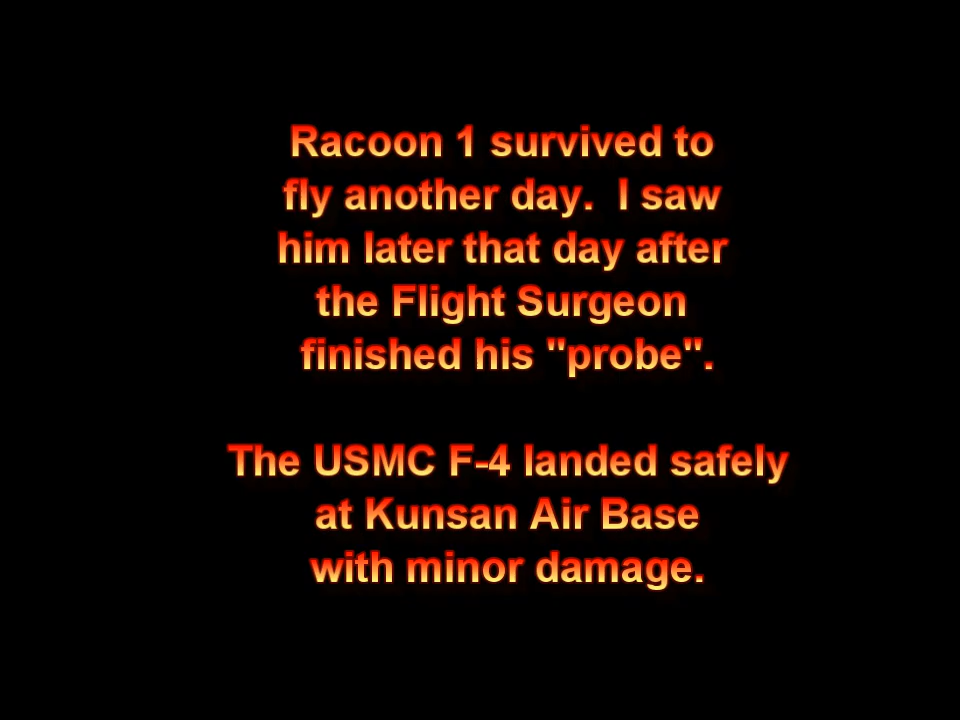 Racoon 1 survived to
fly another day.  I saw
him later that day after
the Flight Surgeon
finished his "probe".
The USMC F-4 landed safely
at Kunsan Air Base
with minor damage.